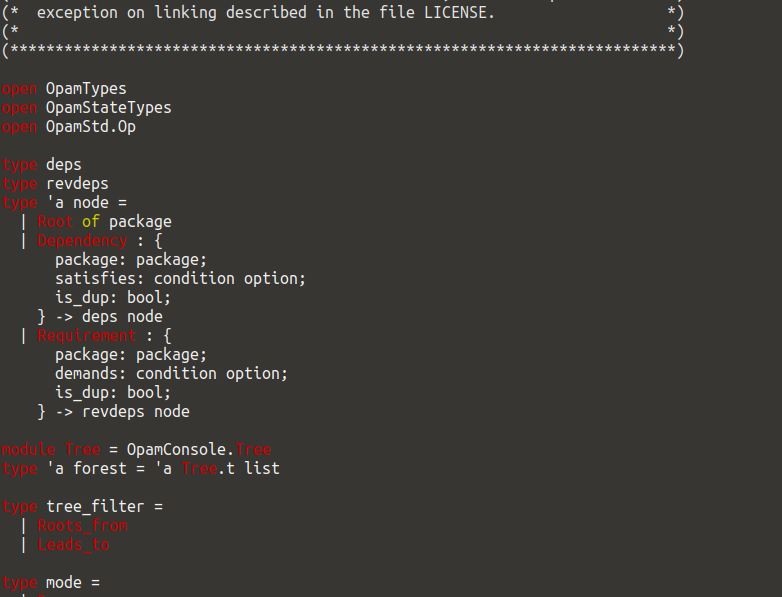 (*  exception on linking described in the file LICENSE.                   *)
(*                                                                        *)
(**************************************************************************)
open OpamTypes
open OpamStateTypes
open OpamStd.Op
type deps
type revdeps
type 'a node =
  | Root of package
  | Dependency : {
      package: package;
      satisfies: condition option;
      is_dup: bool;
    } -> deps node
  | Requirement : {
      package: package;
      demands: condition option;
      is_dup: bool;
    } -> revdeps node
module Tree = OpamConsole.Tree
type 'a forest = 'a Tree.t list
type tree_filter =
  | Roots_from
  | Leads_to
type mode =